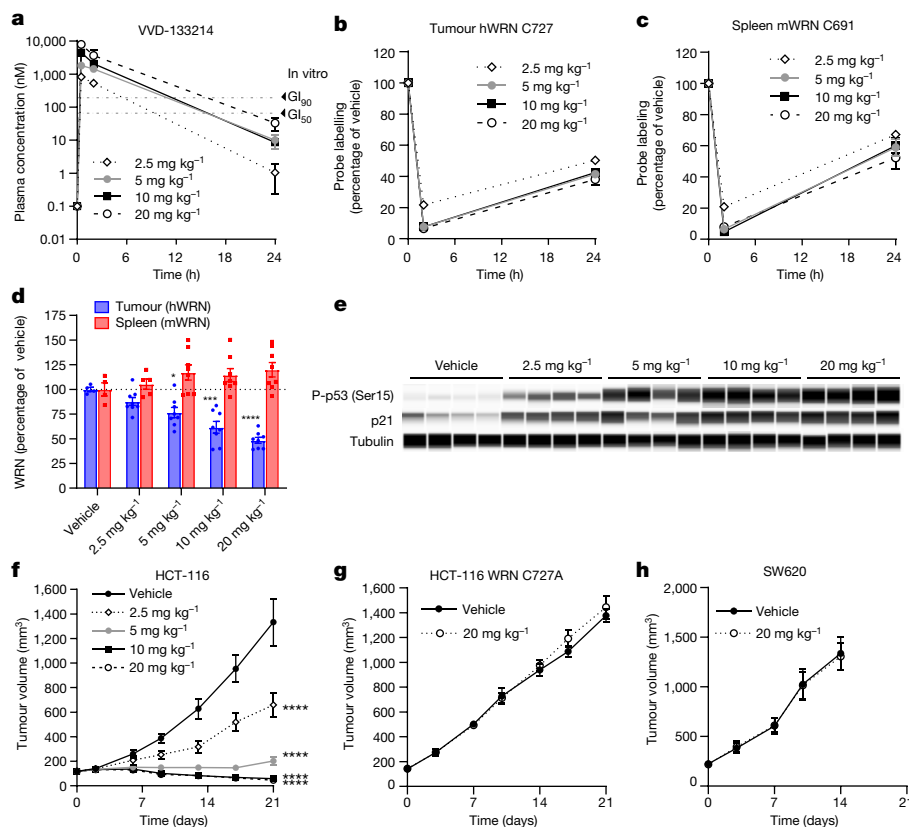 a
VVD-133214
Plasma concentration (nM)
10,000
1,000
100
10
1
0.1
0.01
In vitro
GI90
GI50
2.5 mg kg−1
5 mg kg−1
10 mg kg−1
20 mg kg−1
0 6 12 18 24
Time (h)
b
Tumour hWRN C727
Probe labelling
(percentage of vehicle)
120
100
80
60
40
20
0
2.5 mg kg−1
5 mg kg−1
10 mg kg−1
20 mg kg−1
0 6 12 18 24
Time (h)
c
Spleen mWRN C691
Probe labeling
(percentage of vehicle)
120
100
80
60
40
20
0
2.5 mg kg−1
5 mg kg−1
10 mg kg−1
20 mg kg−1
0 6 12 18 24
Time (h)
d
Tumour (hWRN)
Spleen (mWRN)
WRN (percentage of vehicle)
150
125
100
75
50
25
0
*
***
****
Vehicle
2.5 mg kg−1
5 mg kg−1
10 mg kg−1
20 mg kg−1
e
Vehicle 2.5 mg kg−1 5 mg kg−1 10 mg kg−1 20 mg kg−1
P-p53 (Ser15)
p21
Tubulin
f
HCT-116
Tumour volume (mm3)
1,600
1,400
1,200
1,000
800
600
400
200
0
Vehicle
2.5 mg kg−1
5 mg kg−1
10 mg kg−1
20 mg kg−1
****
****
****
****
0 7 14 21
Time (days)
g
HCT-116 WRN C727A
Tumour volume (mm3)
1,600
1,400
1,200
1,000
800
600
400
200
0
Vehicle
20 mg kg−1
0 7 14 21
Time (days)
h
SW620
Tumour volume (mm3)
2,000
1,500
1,000
500
0
Vehicle
20 mg kg−1
0 7 14 21
Time (days)